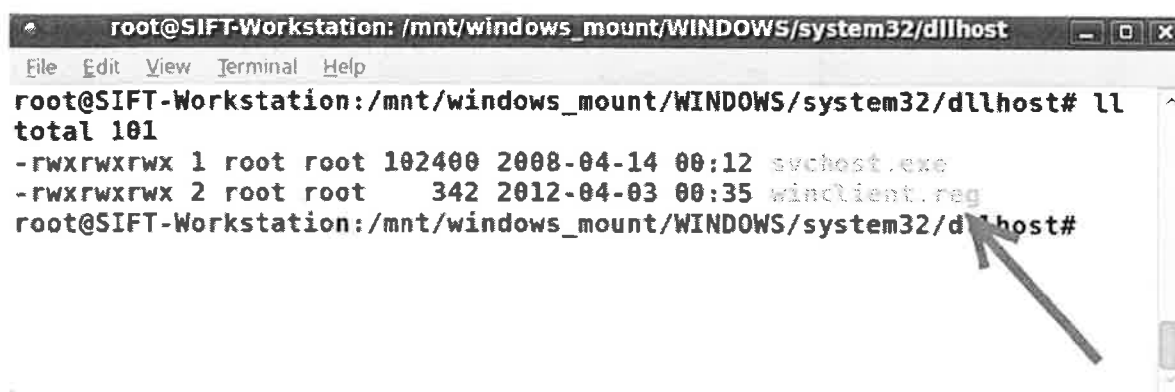 root@SIFT-Workstation: /mnt/windows_mount/WINDOWS/system32/dllhost
File Edit View Terminal Help
root@SIFT-Workstation:/mnt/windows_mount/WINDOWS/system32/dllhost# ll
total 101
-rwxrwxrwx 1 root root 102400 2008-04-14 00:12 svchost.exe
-rwxrwxrwx 2 root root 342 2012-04-03 00:35 winclient.reg
root@SIFT-Workstation:/mnt/windows_mount/WINDOWS/system32/dllhost#